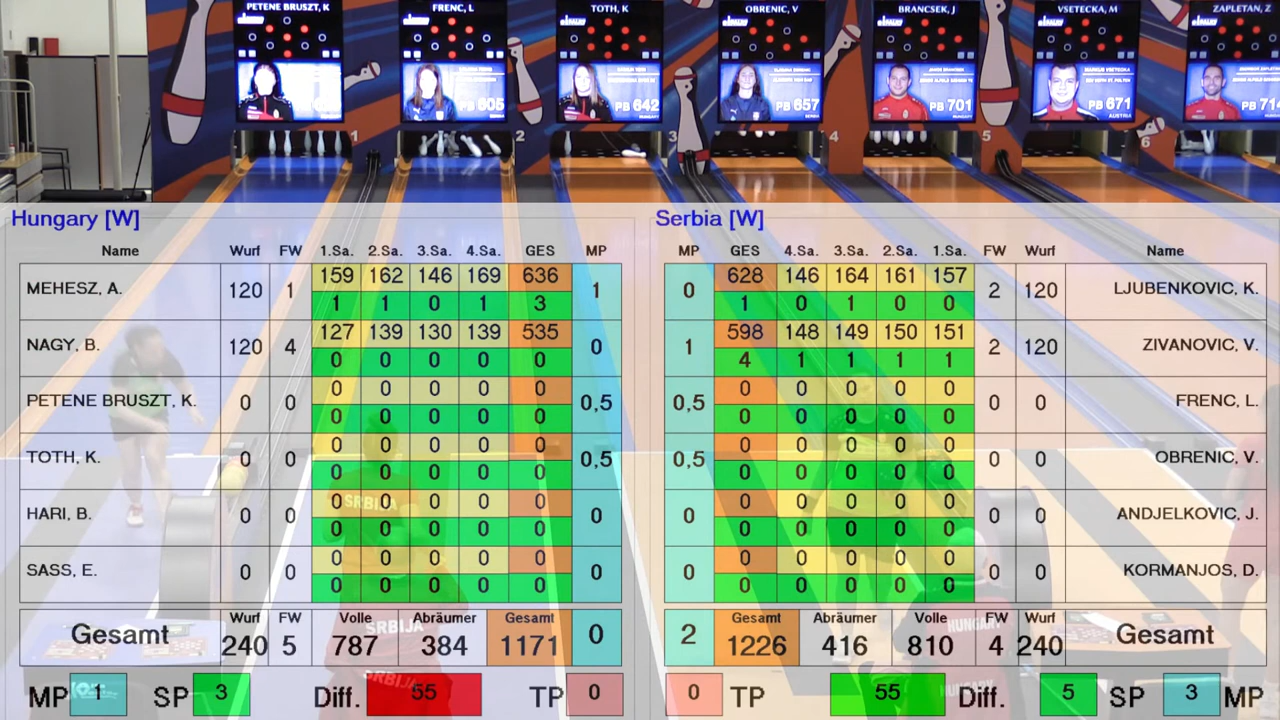 PETENE BRUSZT, K
FRENC, L
TOTH, K
OBRENIC, V
BRANCSEK, J
VSETECKA, M
ZAPLETAN, Z
PB 605
PB 642
PB 657
PB 701
PB 671
AUSTRIA
1 2 3 4 5 6
Hungary [W]
Name Wurf FW 1.Sa. 2.Sa. 3.Sa. 4.Sa. GES MP
MEHESZ, A. 120 1 159 162 146 169 636 1
1 1 0 1 3
NAGY, B. 120 4 127 139 130 139 535 0
0 0 0 0 0
PETENE BRUSZT, K. 0 0 0 0 0 0 0 0,5
0 0 0 0 0
TOTH, K. 0 0 0 0 0 0 0 0,5
0 0 0 0 0
HARI, B. 0 0 0 0 0 0 0 0
0 0 0 0 0
SASS, E. 0 0 0 0 0 0 0 0
0 0 0 0 0
Wurf FW Volle Abräumer Gesamt
Gesamt 240 5 787 384 1171 0
MP 1 SP 3 Diff. 55 TP 0
Serbia [W]
MP GES 4.Sa. 3.Sa. 2.Sa. 1.Sa. FW Wurf Name
0 628 146 164 161 157 2 120 LJUBENKOVIC, K.
1 0 1 0 0
1 598 148 149 150 151 2 120 ZIVANOVIC, V.
4 1 1 1 1
0,5 0 0 0 0 0 0 0 FRENC, L.
0 0 0 0 0
0,5 0 0 0 0 0 0 0 OBRENIC, V.
0 0 0 0 0
0 0 0 0 0 0 0 0 ANDJELKOVIC, J.
0 0 0 0 0
0 0 0 0 0 0 0 0 KORMANJOS, D.
0 0 0 0 0
Gesamt Abräumer Volle FW Wurf
2 1226 416 810 4 240 Gesamt
0 TP 55 Diff. 5 SP 3 MP
SRBIJA
SRBIJA
SRBIJA
HUNGARY
HUNGARY